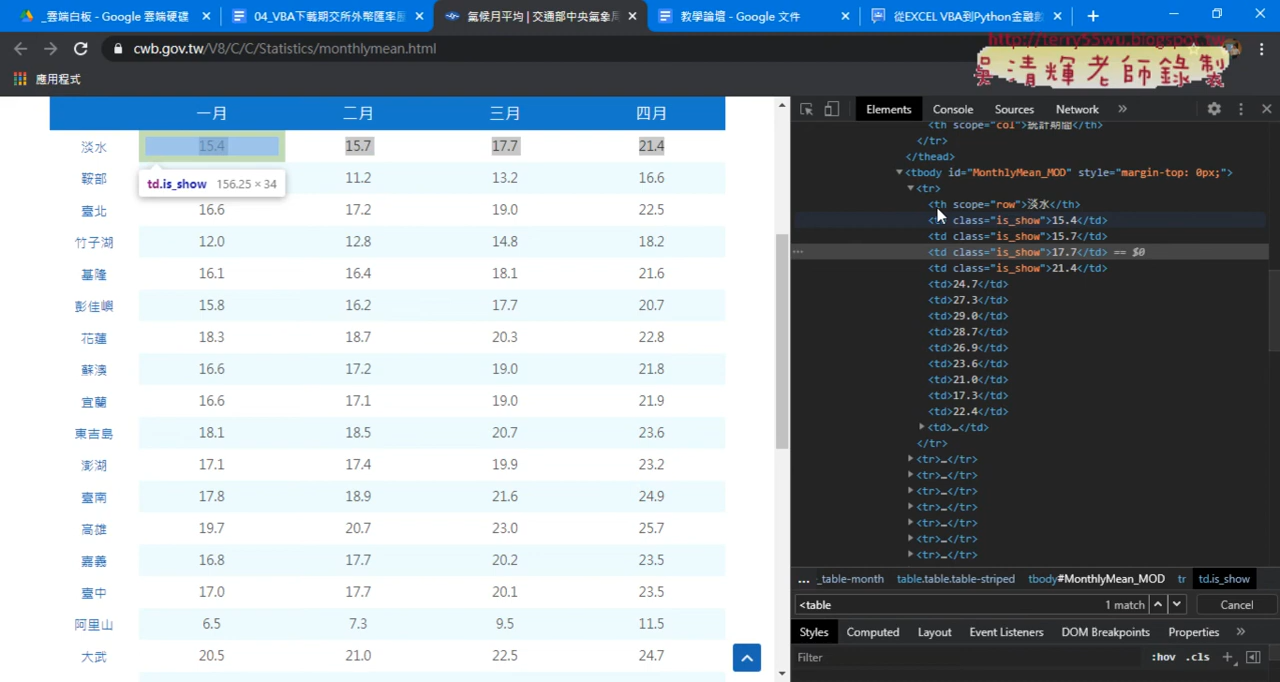 _雲端白板 - Google 雲端硬碟
04_VBA下載期交所外幣匯率
氣候月平均 | 交通部中央氣象局
教學論壇 - Google 文件
從EXCEL VBA到Python金融
cwb.gov.tw/V8/C/C/Statistics/monthlymean.html
http://terry55wu.blogspot.tw
吳清輝老師錄製
應用程式
一月 二月 三月 四月
淡水 15.4 15.7 17.7 21.4
鞍部 11.2 13.2 16.6
td.is_show 156.25 × 34
臺北 16.6 17.2 19.0 22.5
竹子湖 12.0 12.8 14.8 18.2
基隆 16.1 16.4 18.1 21.6
彭佳嶼 15.8 16.2 17.7 20.7
花蓮 18.3 18.7 20.3 22.8
蘇澳 16.6 17.2 19.0 21.8
宜蘭 16.6 17.1 19.0 21.9
東吉島 18.1 18.5 20.7 23.6
澎湖 17.1 17.4 19.9 23.2
臺南 17.8 18.9 21.6 24.9
高雄 19.7 20.7 23.0 25.7
嘉義 16.8 17.7 20.2 23.5
臺中 17.0 17.7 20.1 23.5
阿里山 6.5 7.3 9.5 11.5
大武 20.5 21.0 22.5 24.7
Elements Console Sources Network »
<th scope="col">統計期間</th>
</tr>
</thead>
<tbody id="MonthlyMean_MOD" style="margin-top: 0px;">
<tr>
<th scope="row">淡水</th>
class="is_show">15.4</td>
<td class="is_show">15.7</td>
<td class="is_show">17.7</td> == $0
<td class="is_show">21.4</td>
<td>24.7</td>
<td>27.3</td>
<td>29.0</td>
<td>28.7</td>
<td>26.9</td>
<td>23.6</td>
<td>21.0</td>
<td>17.3</td>
<td>22.4</td>
<td>…</td>
</tr>
<tr>…</tr>
<tr>…</tr>
<tr>…</tr>
<tr>…</tr>
<tr>…</tr>
<tr>…</tr>
<tr>…</tr>
... _table-month table.table.table-striped tbody#MonthlyMean_MOD tr td.is_show
<table 1 match Cancel
Styles Computed Layout Event Listeners DOM Breakpoints Properties »
Filter :hov .cls +